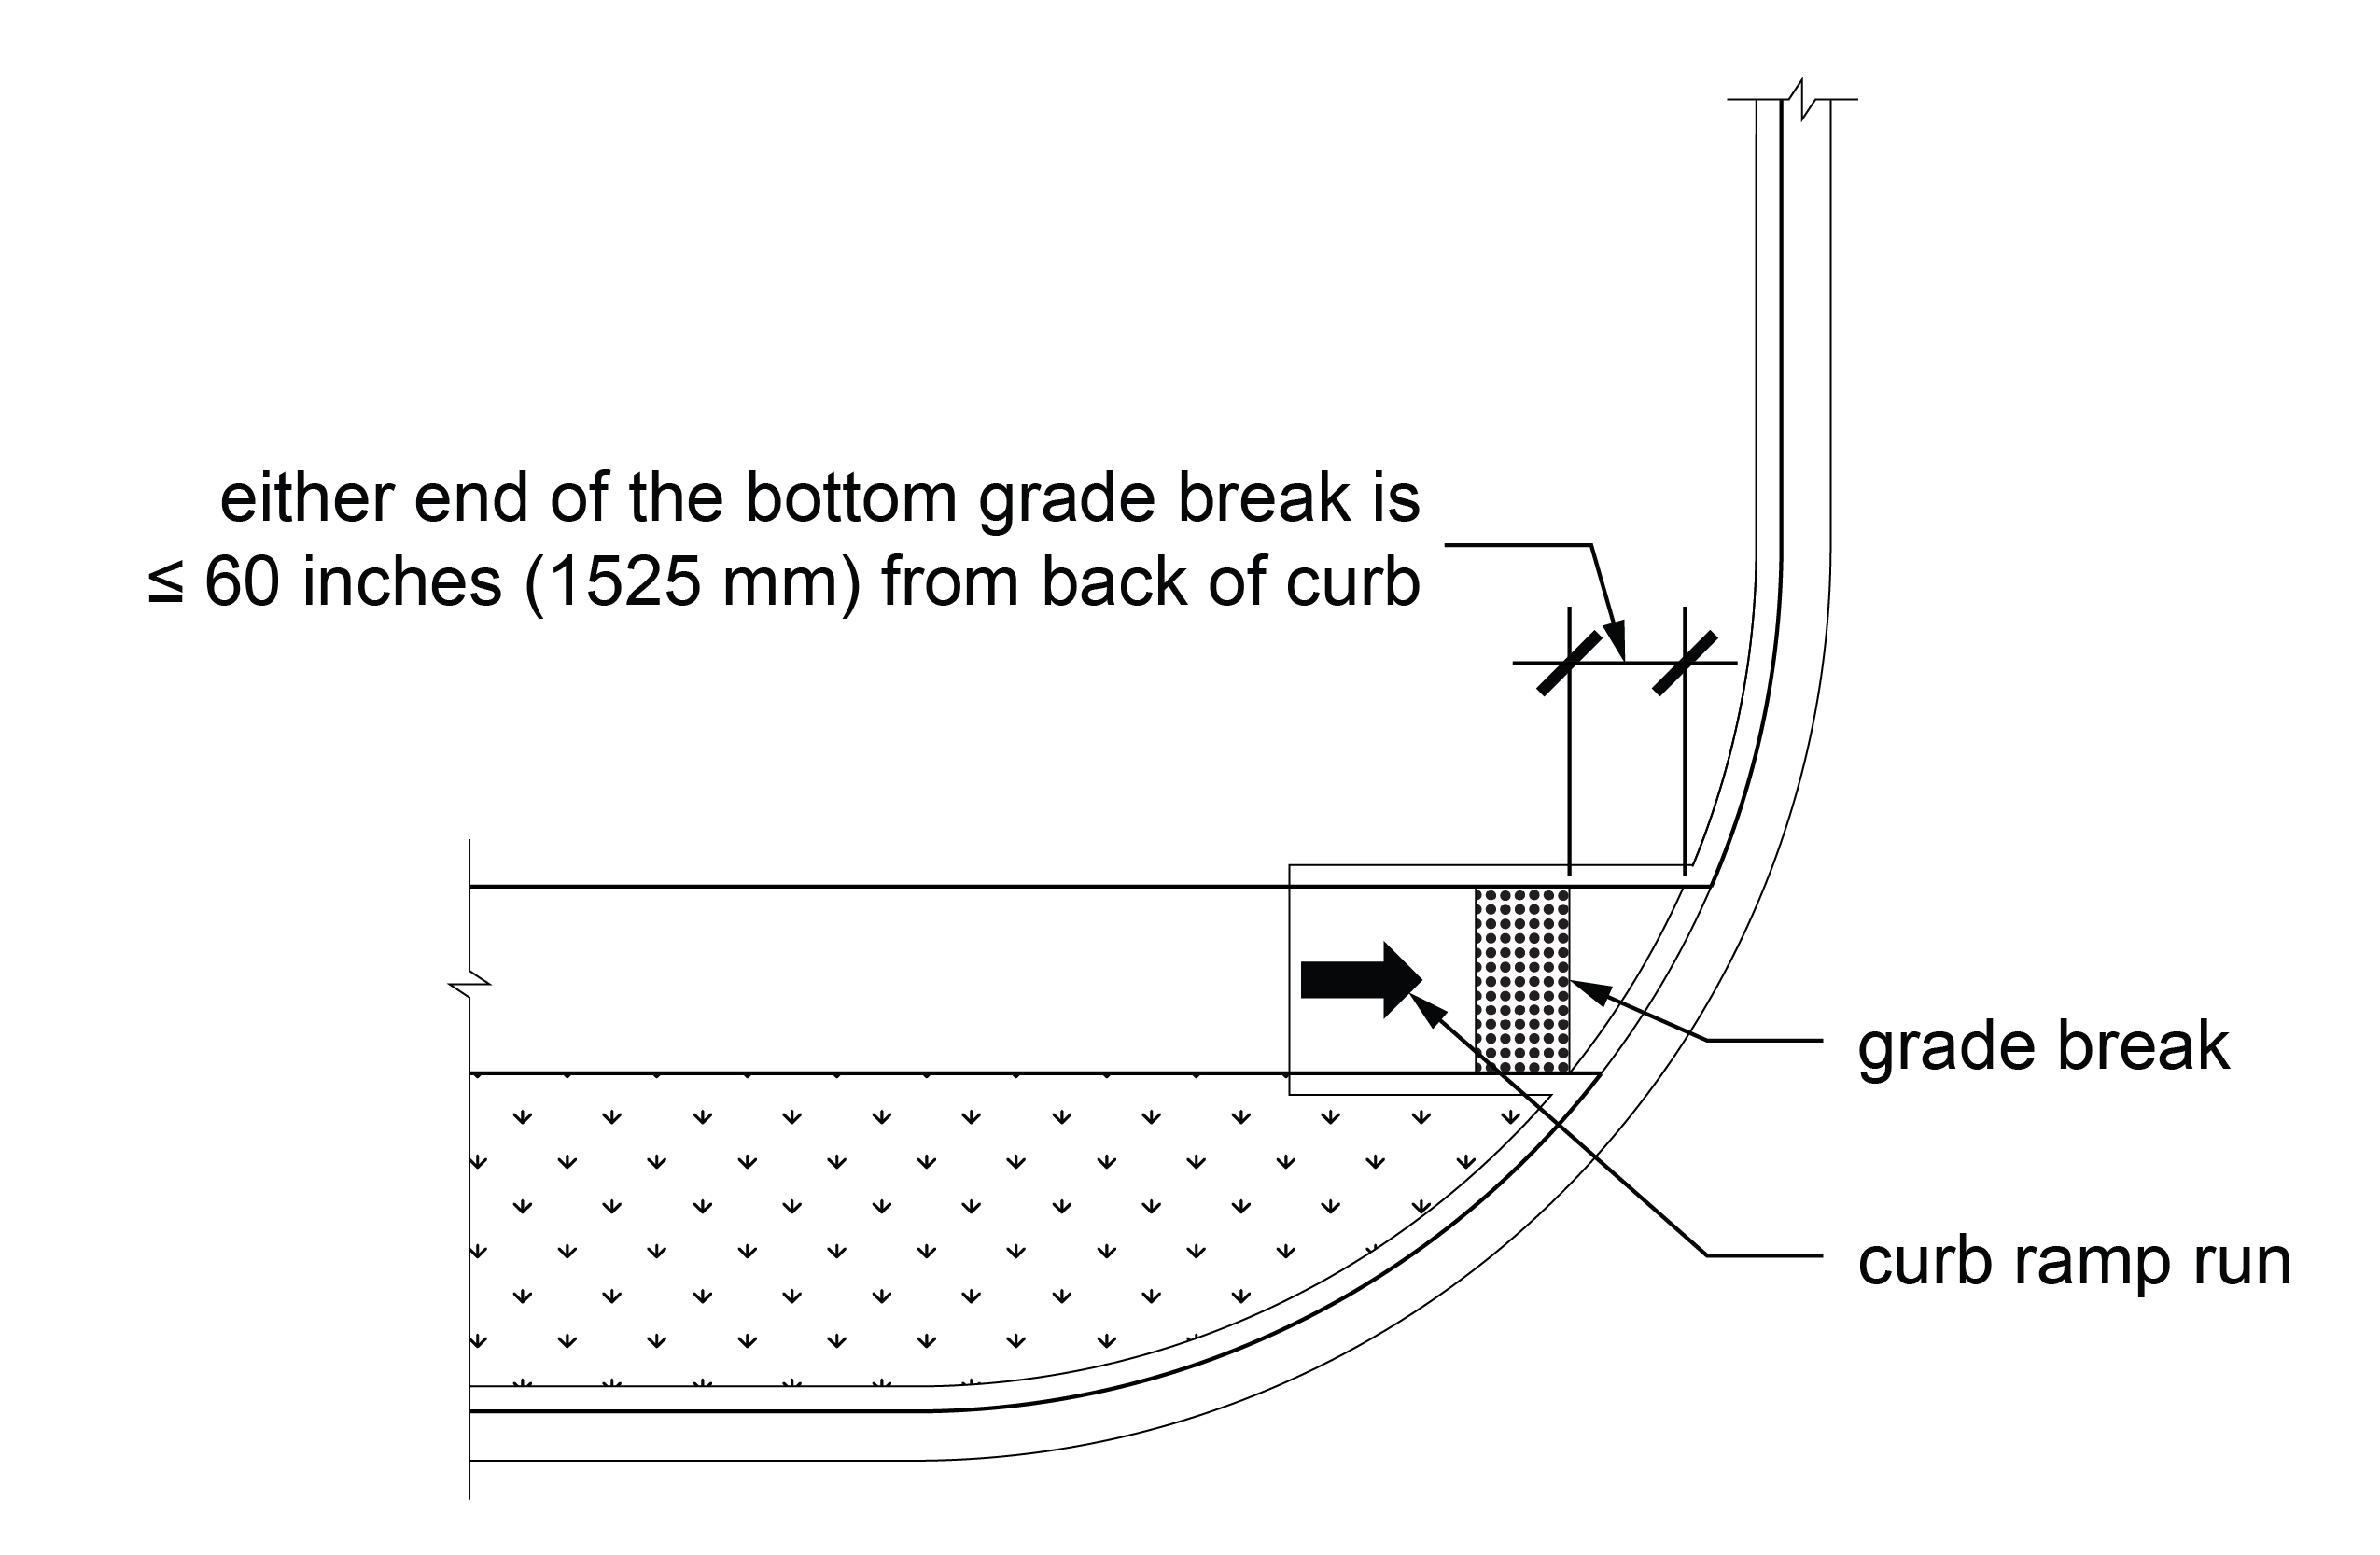 either end of the bottom grade break is
≤ 60 inches (1525 mm) from back of curb
grade break
curb ramp run